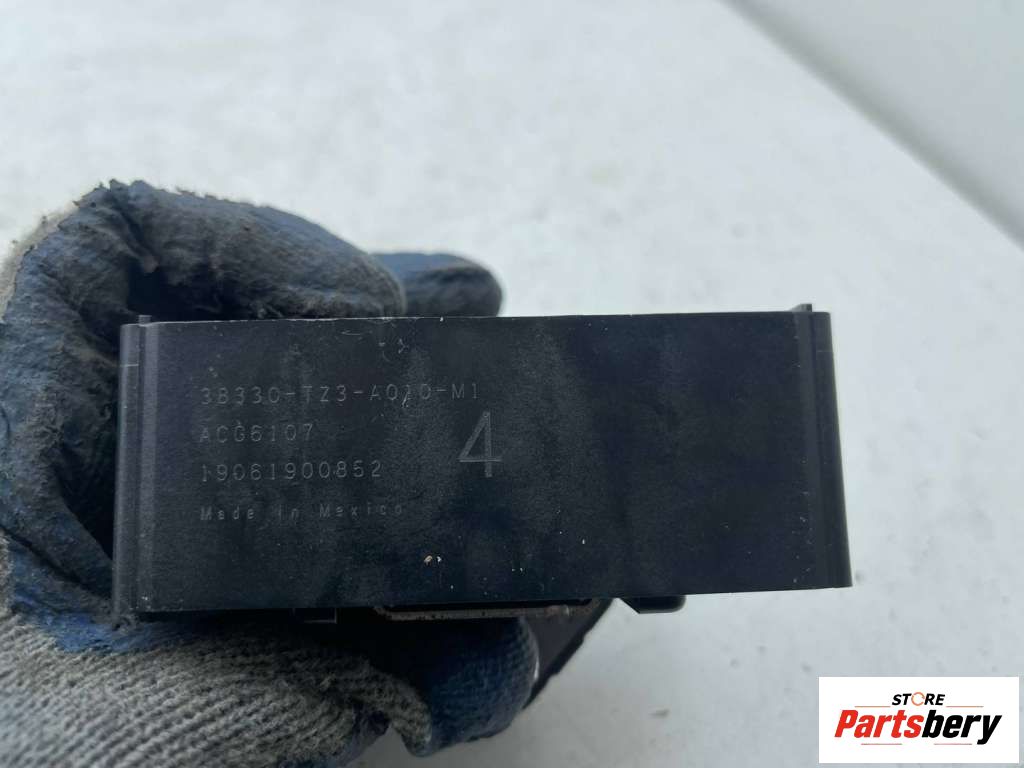 38330-TZ3-A010-M1
ACG6107
4
19061900852
Made in Mexico
STORE
Partsbery